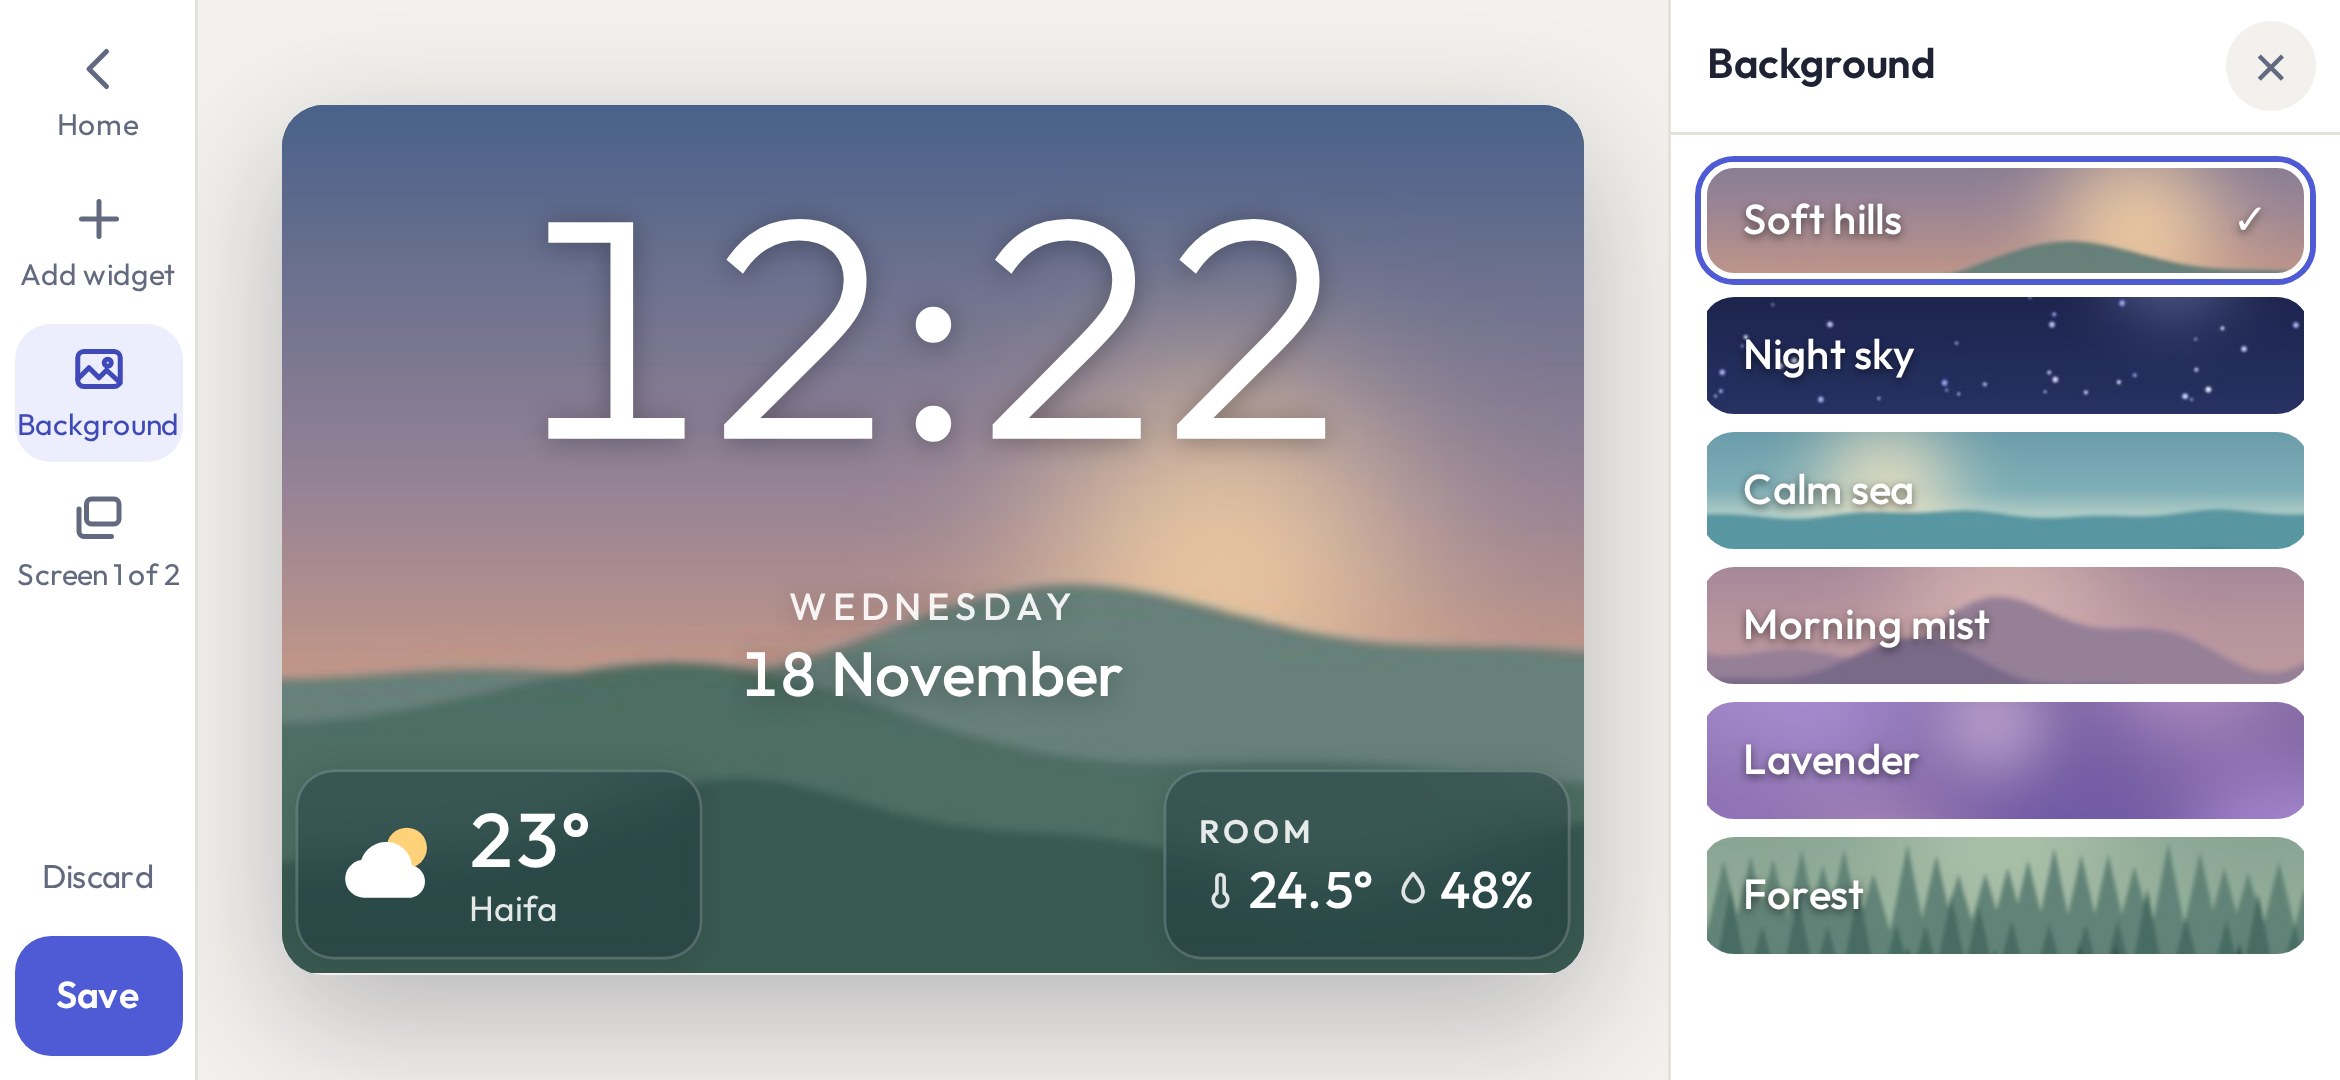 Home
Add widget
Background
Screen 1 of 2
Discard
Save
12:22
WEDNESDAY
18 November
23°
Haifa
ROOM
24.5° 48%
Background
Soft hills ✓
Night sky
Calm sea
Morning mist
Lavender
Forest